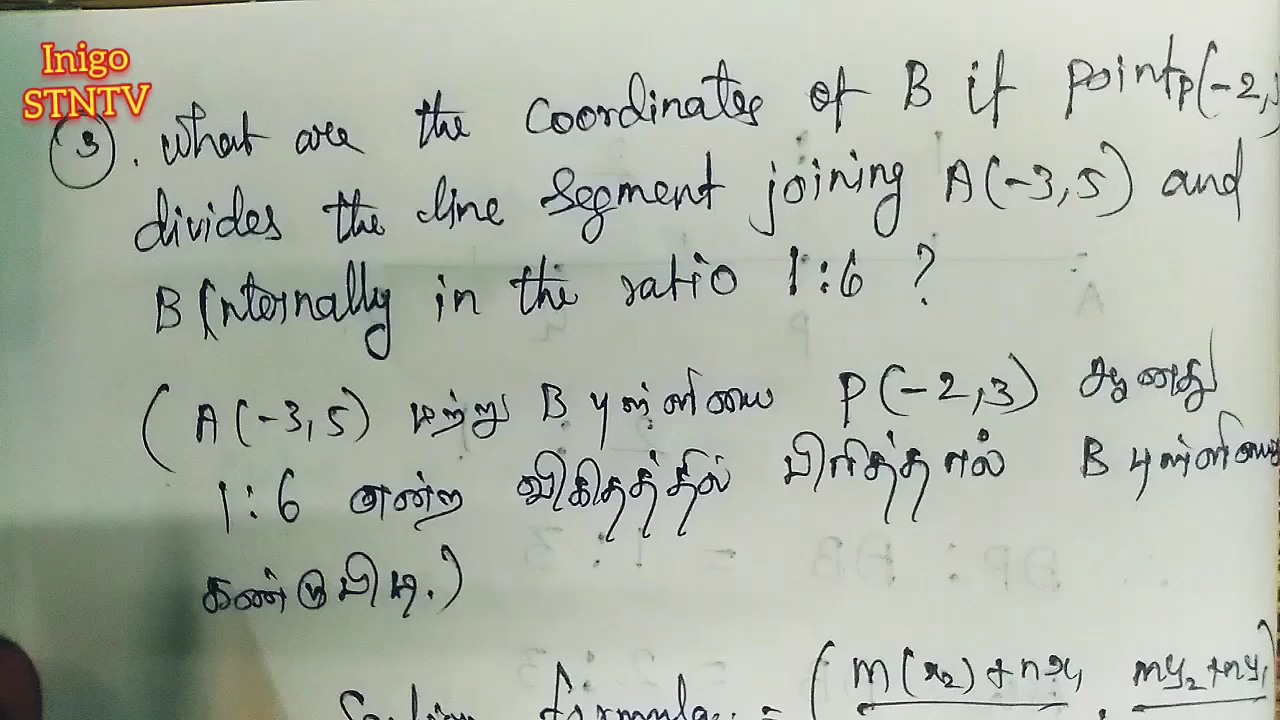 Inigo
STNTV
3. What are the coordinates of B if point P(-2,
divides the line segment joining A(-3,5) and
B internally in the ratio 1:6 ?
( A(-3,5) மற்று B புள்ளியை P(-2,3) ஆனது
1:6 என்ற விகிதத்தில் பிரித்தால் B புள்ளியை
கண்டுபிடி.)
Section formula = ( m(x₂)+nx₁ , my₂+ny₁